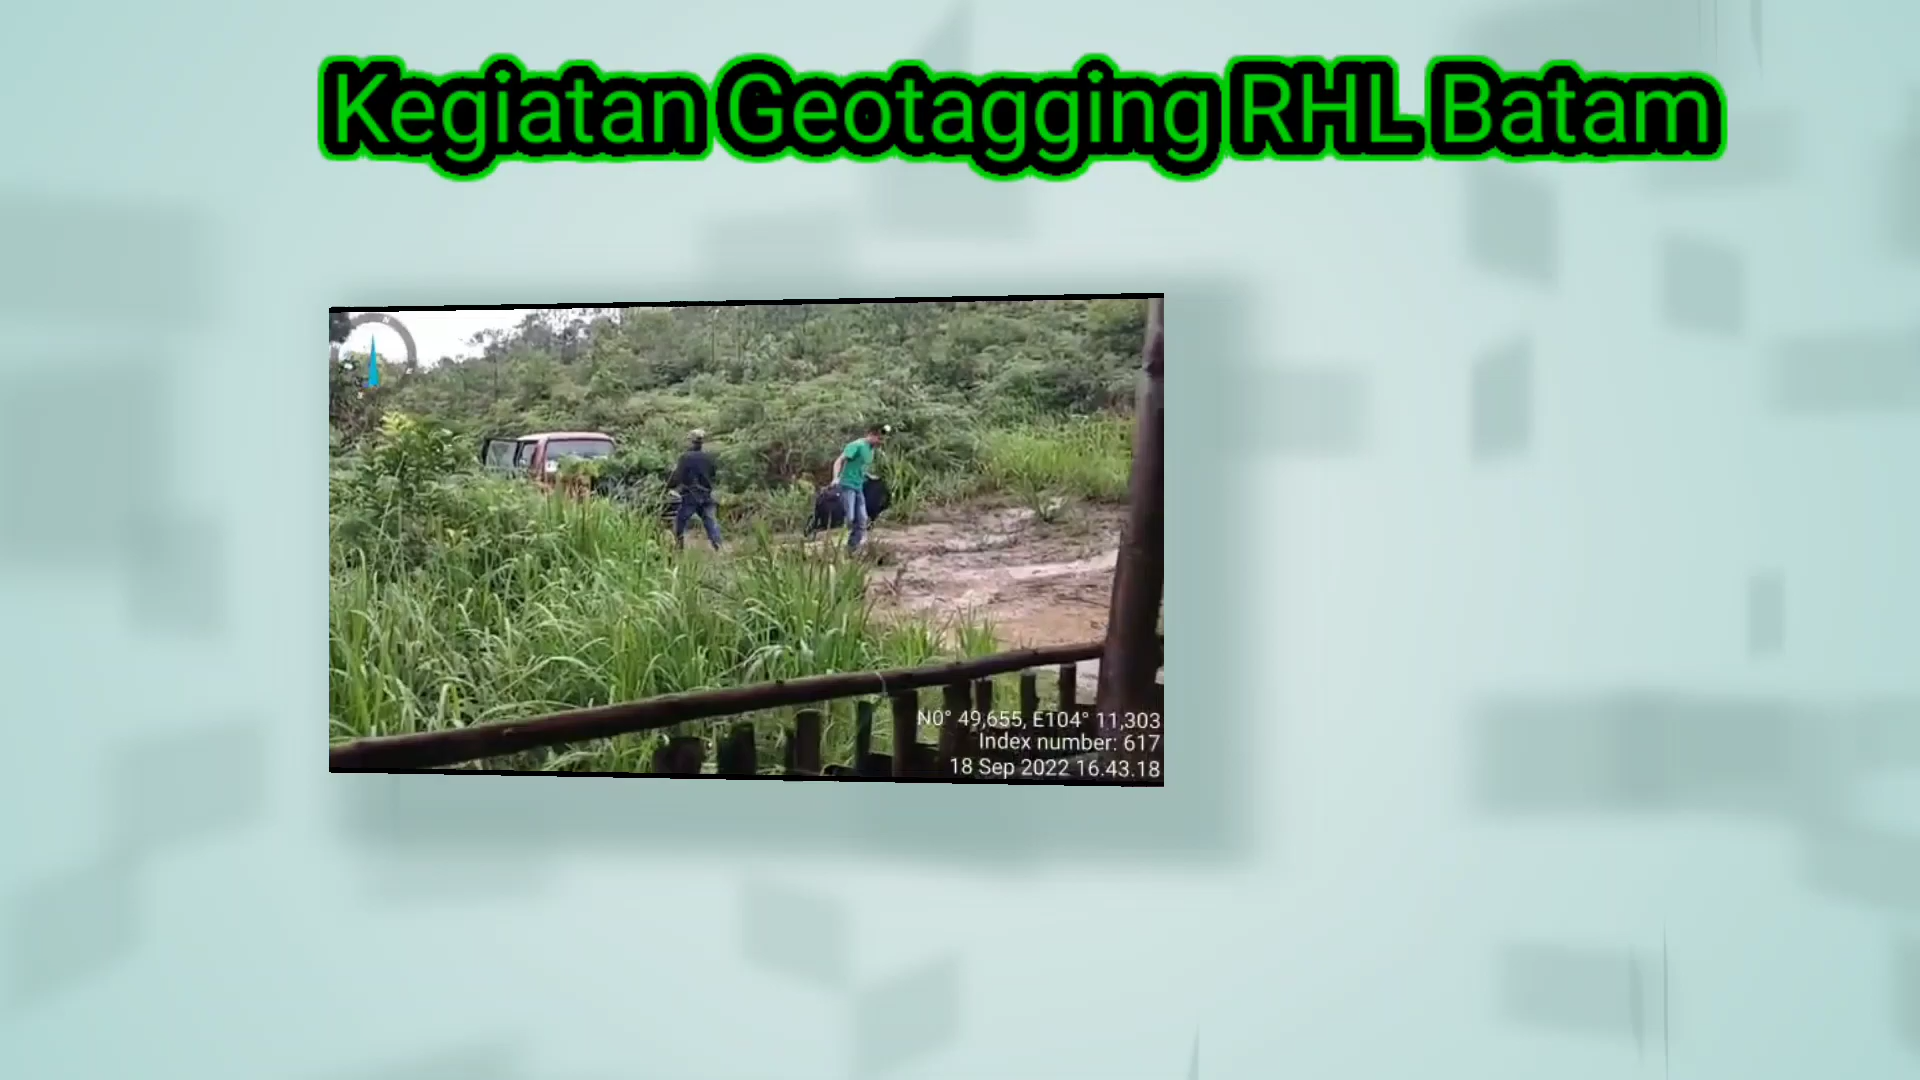 Kegiatan Geotagging RHL Batam
N0° 49,655, E104° 11,303
Index number: 617
18 Sep 2022 16.43.18